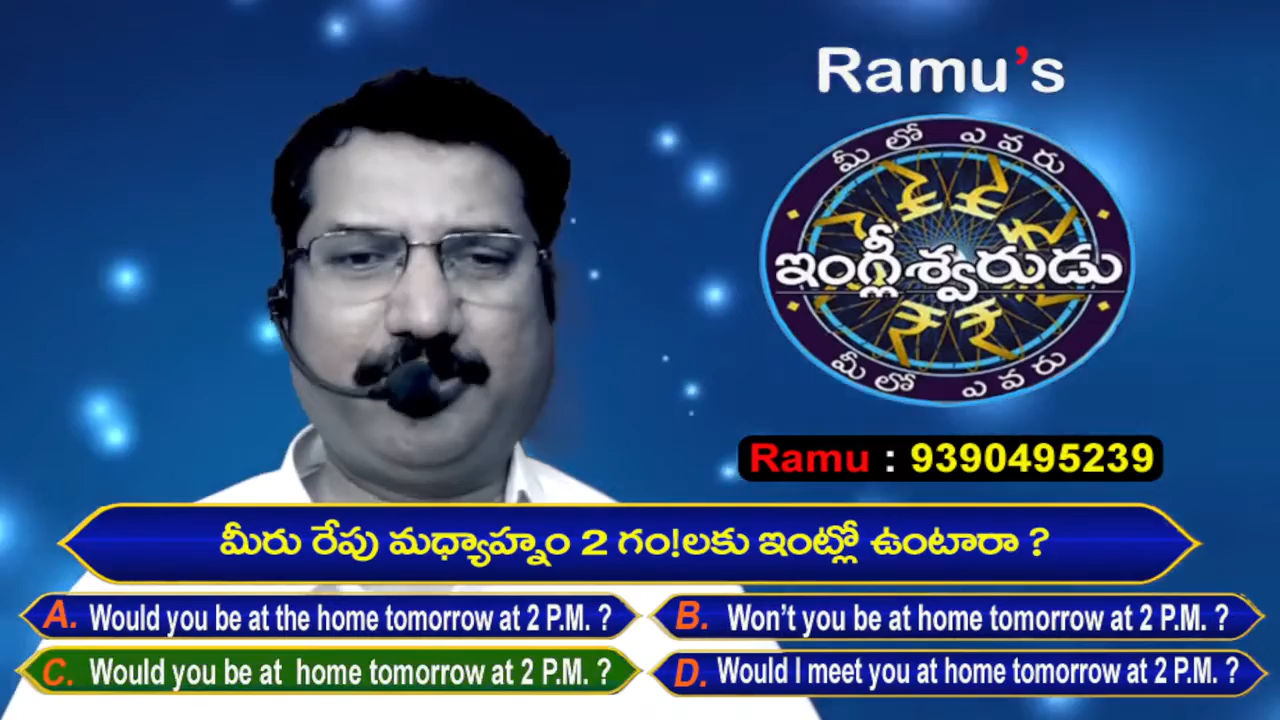 Ramu's
మీ లో ఎ వ రు
ఇంగ్లీశ్వరుడు
మీ లో ఎ వ రు
Ramu : 9390495239
మీరు రేపు మధ్యాహ్నం 2 గం!లకు ఇంట్లో ఉంటారా ?
A. Would you be at the home tomorrow at 2 P.M. ?
B. Won't you be at home tomorrow at 2 P.M. ?
C. Would you be at home tomorrow at 2 P.M. ?
D. Would I meet you at home tomorrow at 2 P.M. ?